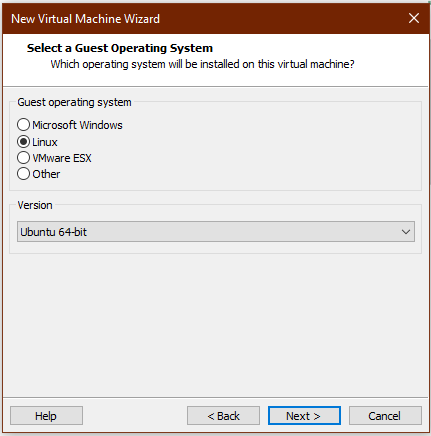 New Virtual Machine Wizard
Select a Guest Operating System
Which operating system will be installed on this virtual machine?
Guest operating system
Microsoft Windows
Linux
VMware ESX
Other
Version
Ubuntu 64-bit
Help
< Back
Next >
Cancel